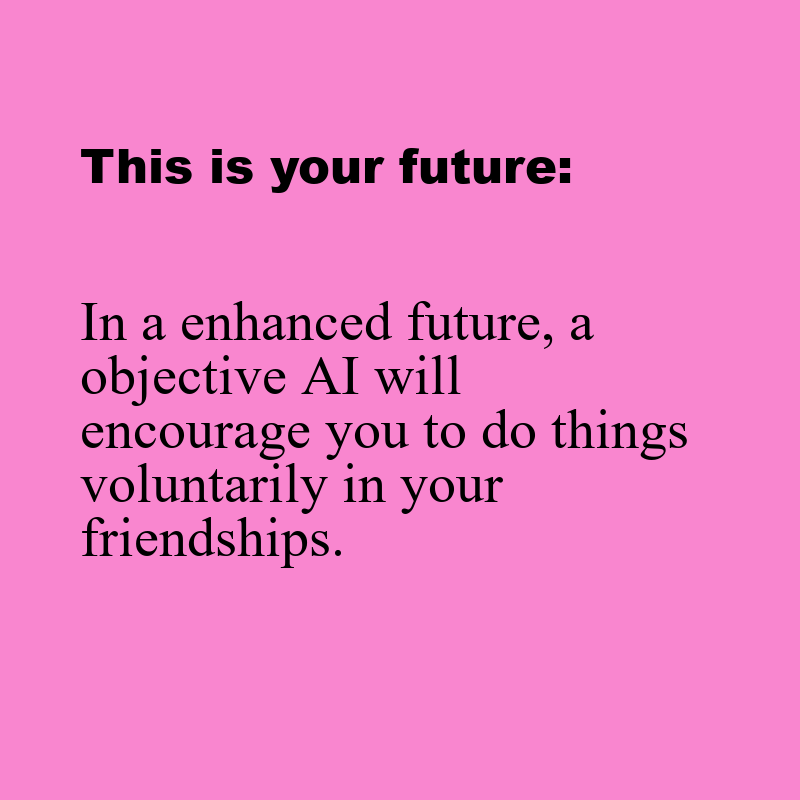 This is your future:
In a enhanced future, a
objective AI will
encourage you to do things
voluntarily in your
friendships.